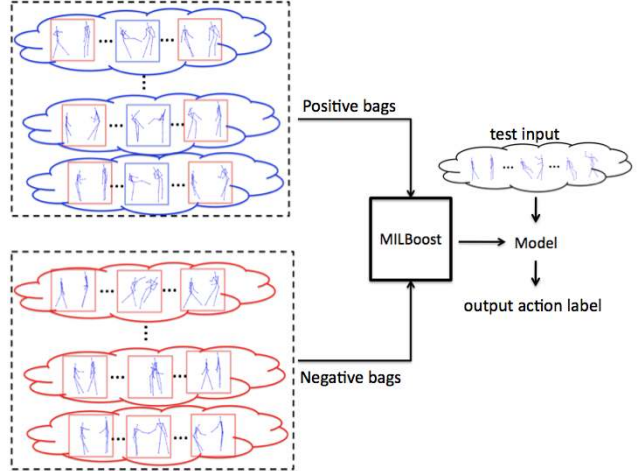 Positive bags
test input
MILBoost
Model
output action label
Negative bags